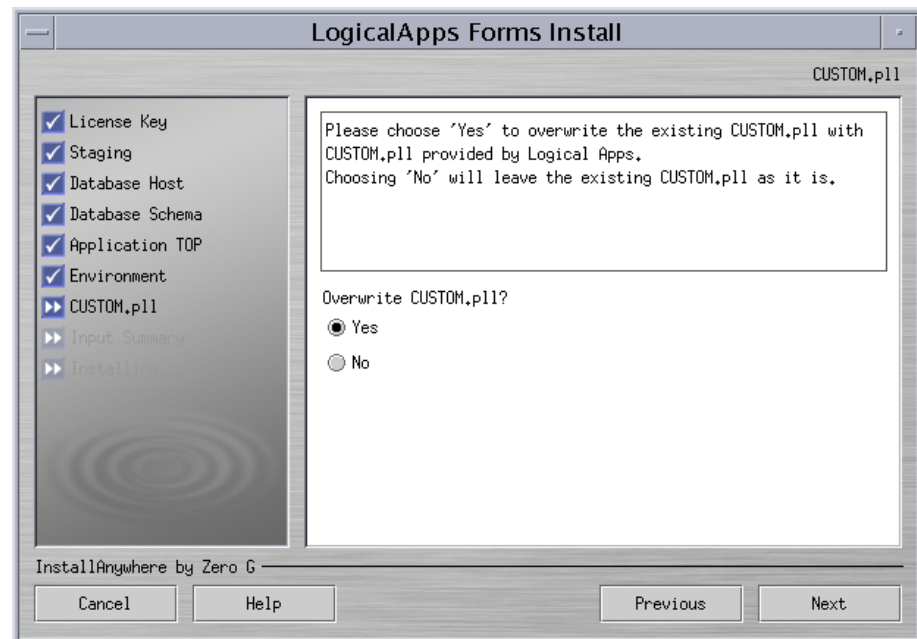 LogicalApps Forms Install
CUSTOM.pll
License Key
Staging
Database Host
Database Schema
Application TOP
Environment
CUSTOM.pll
Input Summary
Installing...
Please choose 'Yes' to overwrite the existing CUSTOM.pll with
CUSTOM.pll provided by Logical Apps.
Choosing 'No' will leave the existing CUSTOM.pll as it is.
Overwrite CUSTOM.pll?
Yes
No
InstallAnywhere by Zero G
Cancel
Help
Previous
Next